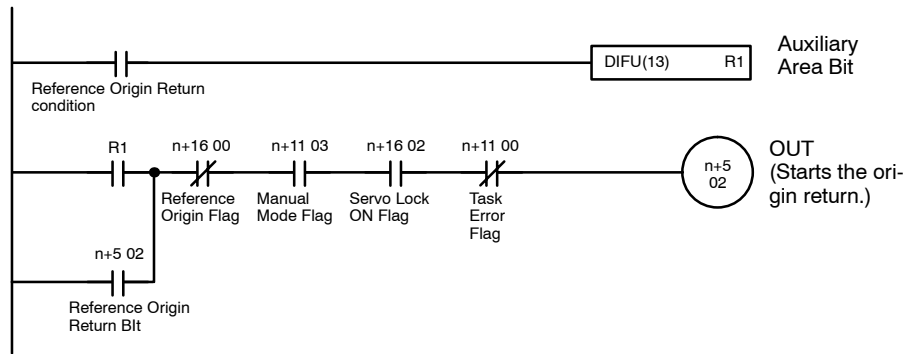 DIFU(13) R1
Auxiliary
Area Bit
Reference Origin Return
condition
R1
n+16 00
n+11 03
n+16 02
n+11 00
n+5
02
OUT
(Starts the ori-
gin return.)
Reference
Origin Flag
Manual
Mode Flag
Servo Lock
ON Flag
Task
Error
Flag
n+5 02
Reference Origin
Return BIt